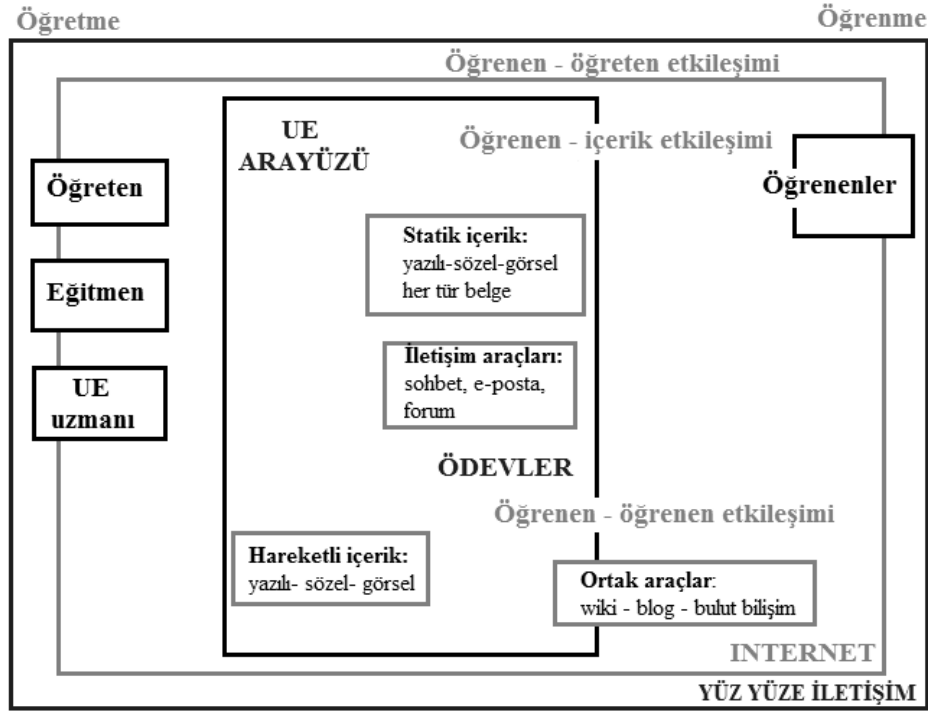 Öğretme
Öğrenme
Öğrenen - öğreten etkileşimi
UE
ARAYÜZÜ
Öğrenen - içerik etkileşimi
Öğreten
Öğrenenler
Statik içerik:
yazılı-sözel-görsel
her tür belge
Eğitmen
İletişim araçları:
sohbet, e-posta,
forum
UE
uzmanı
ÖDEVLER
Öğrenen - öğrenen etkileşimi
Hareketli içerik:
yazılı- sözel- görsel
Ortak araçlar:
wiki - blog - bulut bilişim
INTERNET
YÜZ YÜZE İLETİŞİM